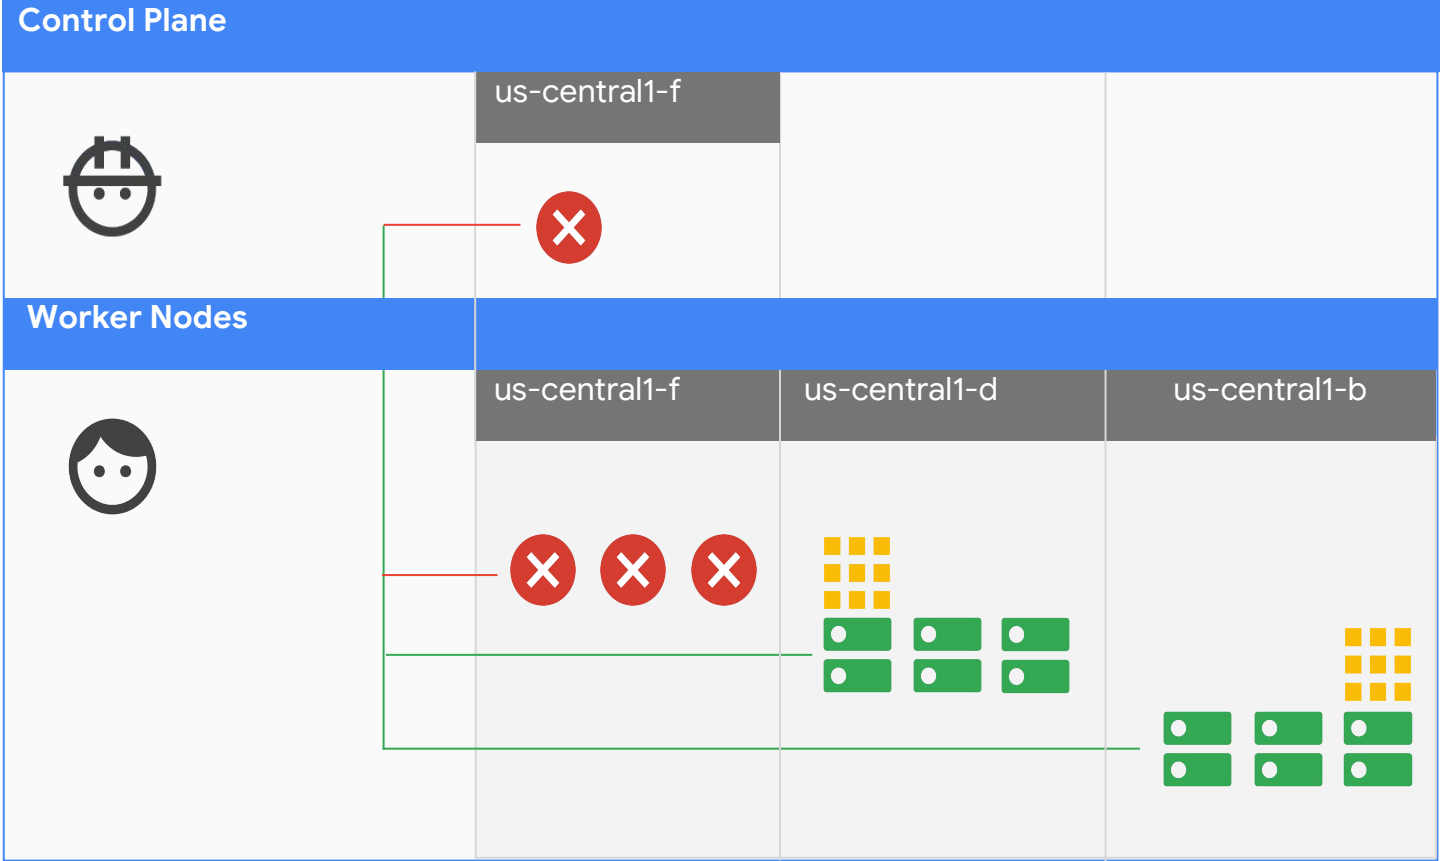 Control Plane
us-central1-f
Worker Nodes
us-central1-f
us-central1-d
us-central1-b